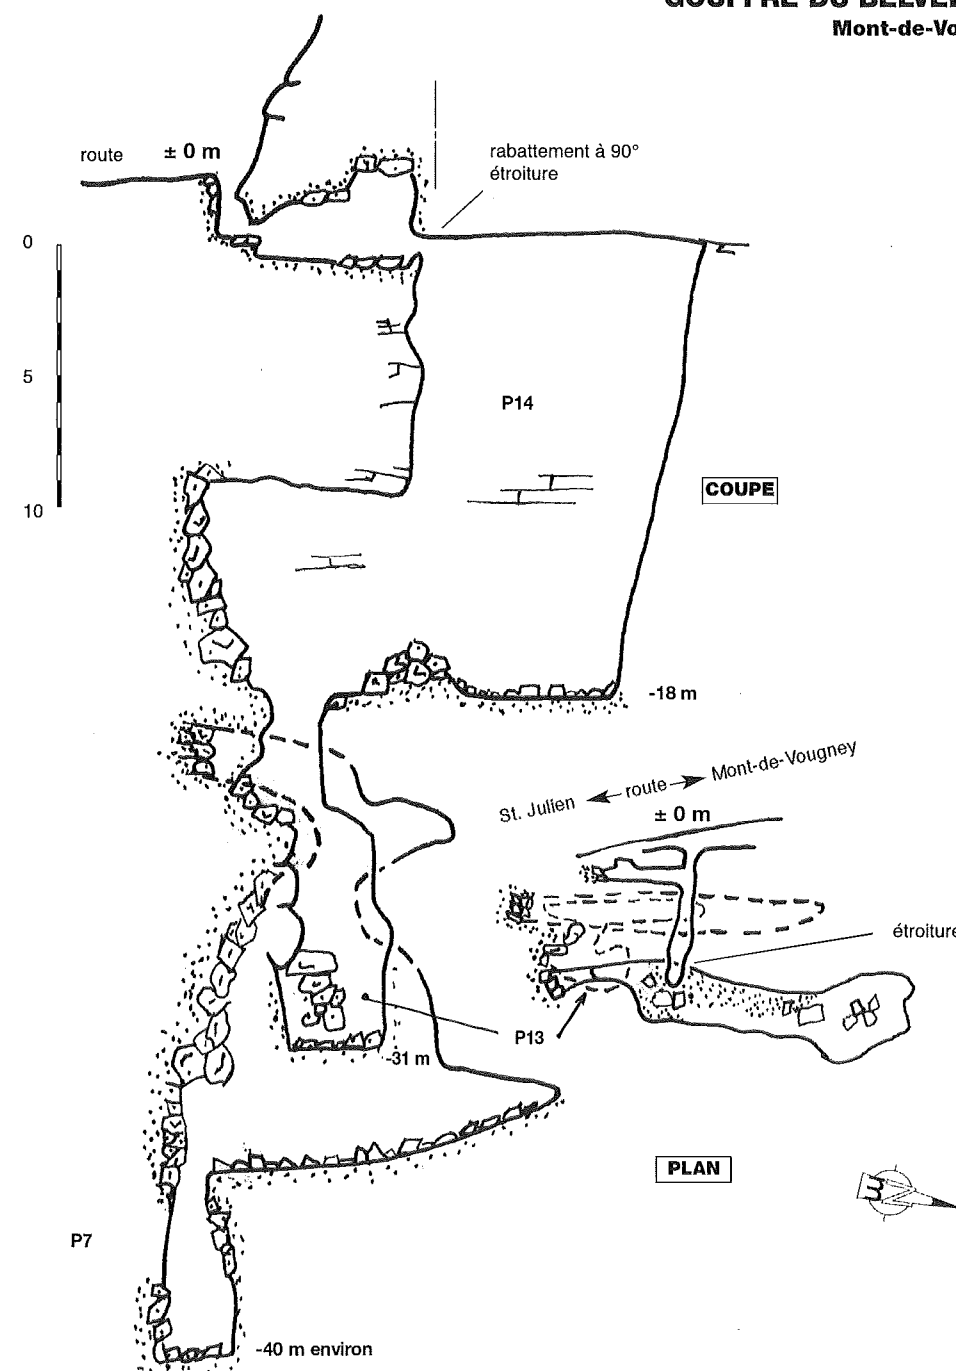 Mont-de-Vo
route ± 0 m
rabattement à 90°
étroiture
0
5
10
P14
COUPE
-18 m
St. Julien route Mont-de-Vougney
± 0 m
étroiture
P13
-31 m
PLAN
P7
-40 m environ